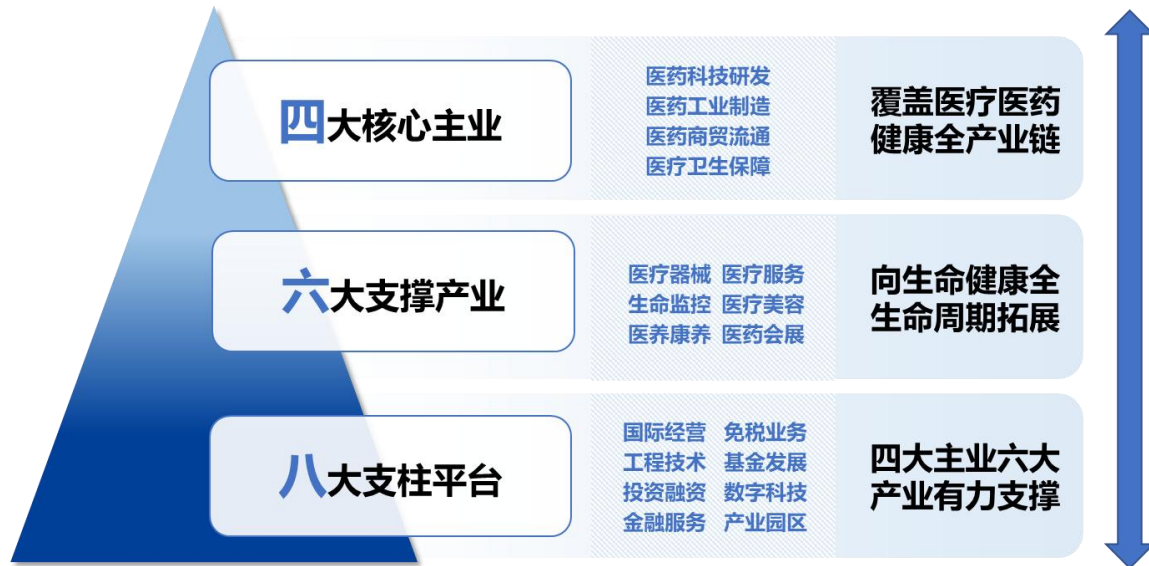 四大核心主业
医药科技研发
医药工业制造
医药商贸流通
医疗卫生保障
覆盖医疗医药
健康全产业链
六大支撑产业
医疗器械 医疗服务
生命监控 医疗美容
医养康养 医药会展
向生命健康全
生命周期拓展
八大支柱平台
国际经营 免税业务
工程技术 基金发展
投资融资 数字科技
金融服务 产业园区
四大主业六大
产业有力支撑